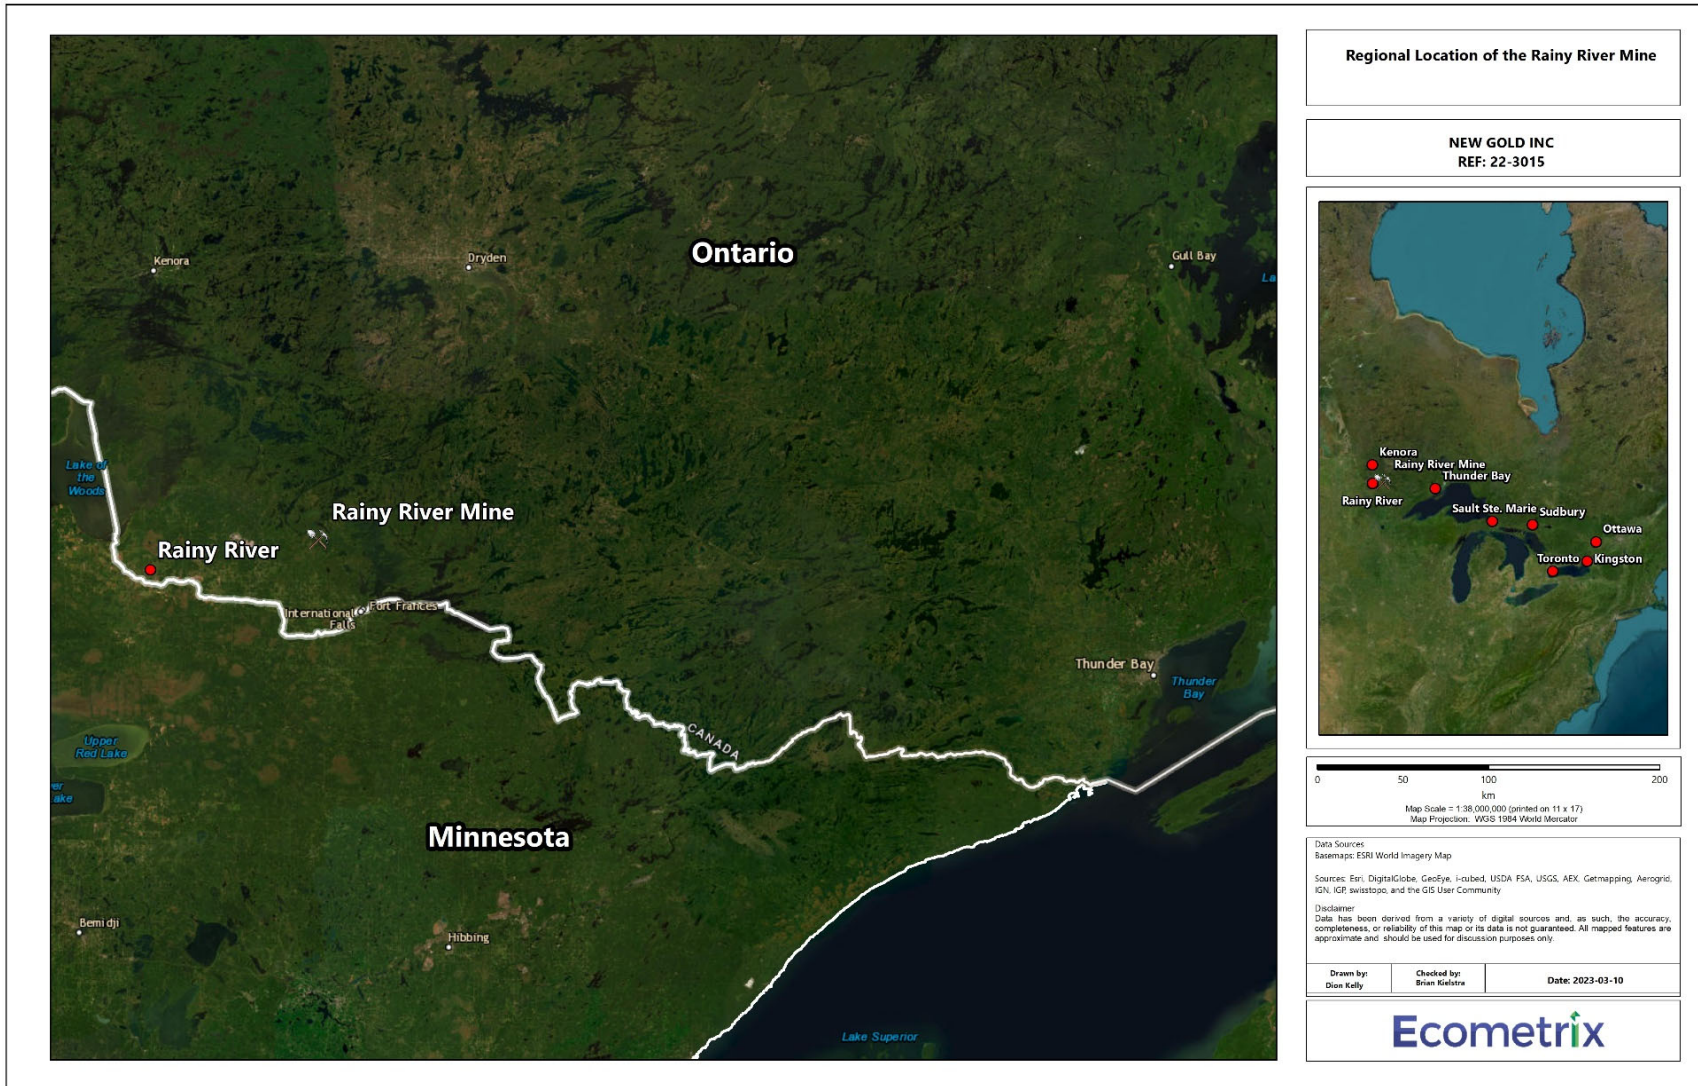 Regional Location of the Rainy River Mine
NEW GOLD INC
REF: 22-3015
Ontario
Kenora
Dryden
Gull Bay
Lake of
the
Woods
Rainy River Mine
Rainy River
International
Falls
Fort Frances
Thunder Bay
Thunder
Bay
CANADA
Upper
Red Lake
Minnesota
Bemidji
Hibbing
Lake Superior
Kenora
Rainy River Mine
Thunder Bay
Rainy River
Sault Ste. Marie
Sudbury
Ottawa
Toronto
Kingston
0 50 100 200
km
Map Scale = 1:38,000,000 (printed on 11 x 17)
Map Projection: WGS 1984 World Mercator
Data Sources
Basemaps: ESRI World Imagery Map
Sources: Esri, DigitalGlobe, GeoEye, i-cubed, USDA FSA, USGS, AEX, Getmapping, Aerogrid,
IGN, IGP, swisstopo, and the GIS User Community
Disclaimer
Data has been derived from a variety of digital sources and, as such, the accuracy,
completeness, or reliability of this map or its data is not guaranteed. All mapped features are
approximate and should be used for discussion purposes only.
Drawn by:
Dion Kelly
Checked by:
Brian Kielstra
Date: 2023-03-10
Ecometrix